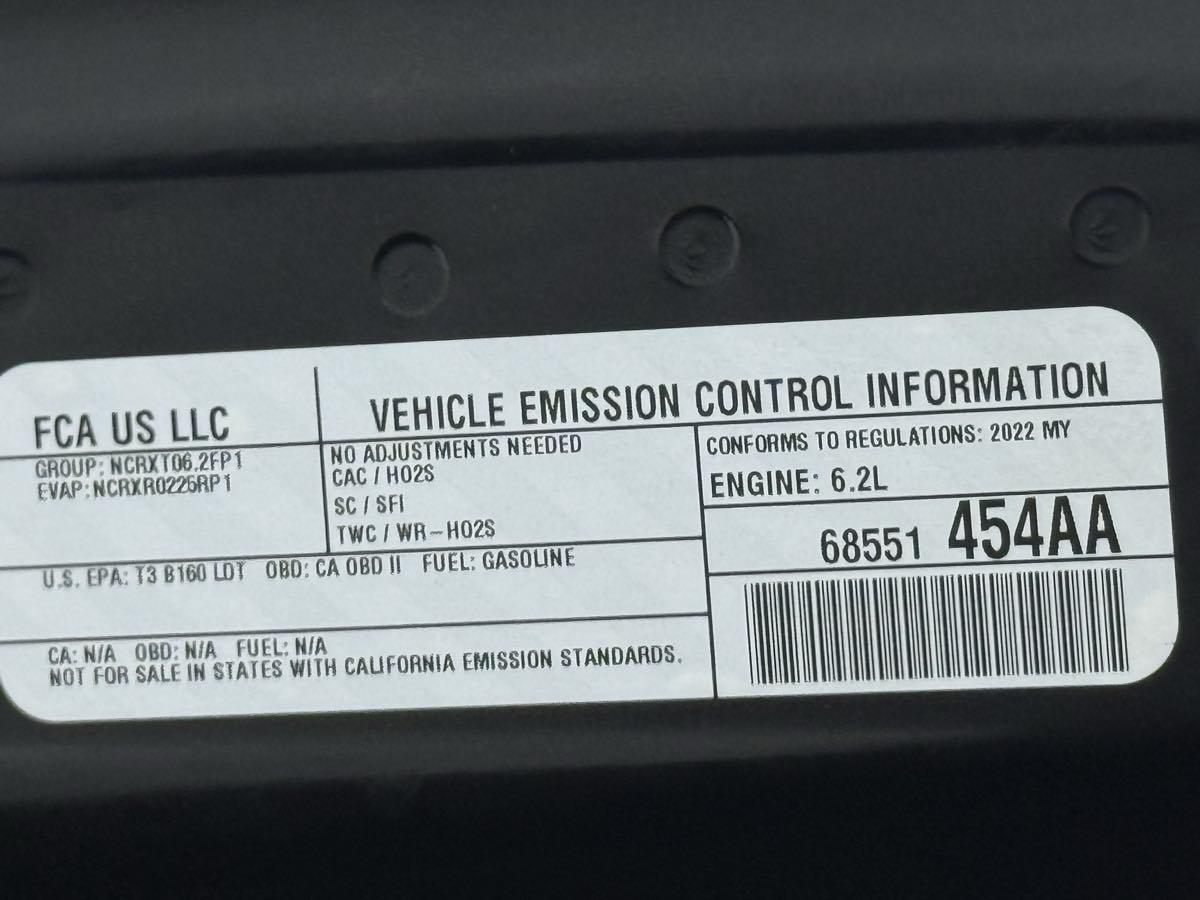 FCA US LLC
VEHICLE EMISSION CONTROL INFORMATION
GROUP: NCRXT06.2FP1
EVAP: NCRXR0225RP1
NO ADJUSTMENTS NEEDED
CAC / HO2S
SC / SFI
TWC / WR-HO2S
CONFORMS TO REGULATIONS: 2022 MY
ENGINE: 6.2L
68551 454AA
U.S. EPA: T3 B160 LDT OBD: CA OBD II FUEL: GASOLINE
CA: N/A OBD: N/A FUEL: N/A
NOT FOR SALE IN STATES WITH CALIFORNIA EMISSION STANDARDS.